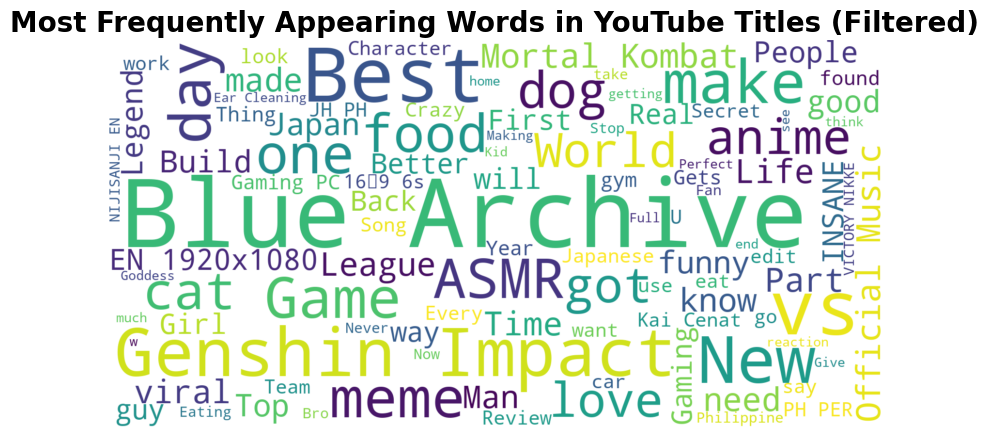 Most Frequently Appearing Words in YouTube Titles (Filtered)
work
look
day
Character
Best
Mortal Kombat
People
Legend
made
Ear Cleaning
home
dog
take
getting
make
found
good
Thing
JH PH
Crazy
Japan
food
First
Real
Secret
Stop
see
think
anime
NIJISANJI EN
Build
one
Better
Making
Kid
World
Perfect
Life
Gaming PC
16▯9 6s
will
gym
Gets
Fan
INSANE
VICTORY NIKKE
Blue Archive
Back
Song
Full
U
Official Music
EN 1920x1080
League
Year
Japanese
funny
end
edit
Goddess
cat
Game
ASMR
got
use
eat
know
Part
vs
much
Girl
Never
way
Every
Time
want
Kai Cenat
go
w
Genshin Impact
Now
Gaming
New
reaction
Give
viral
Team
meme
Man
car
love
need
say
guy
Eating
Top
Bro
Review
Philippine
PH PER